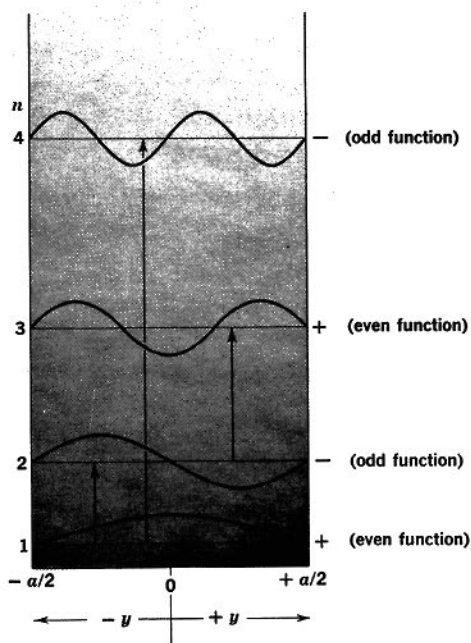 n
4 − (odd function)
3 + (even function)
2 − (odd function)
1 + (even function)
− a/2 0 + a/2
− y + y